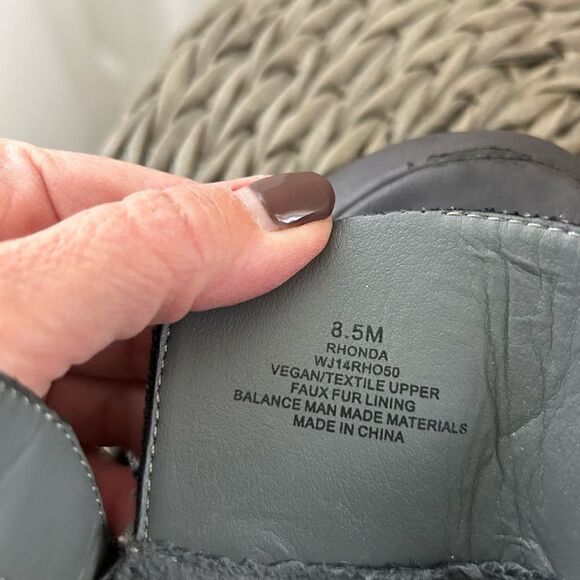 8.5M
RHONDA
WJ14RHO50
VEGAN/TEXTILE UPPER
FAUX FUR LINING
BALANCE MAN MADE MATERIALS
MADE IN CHINA